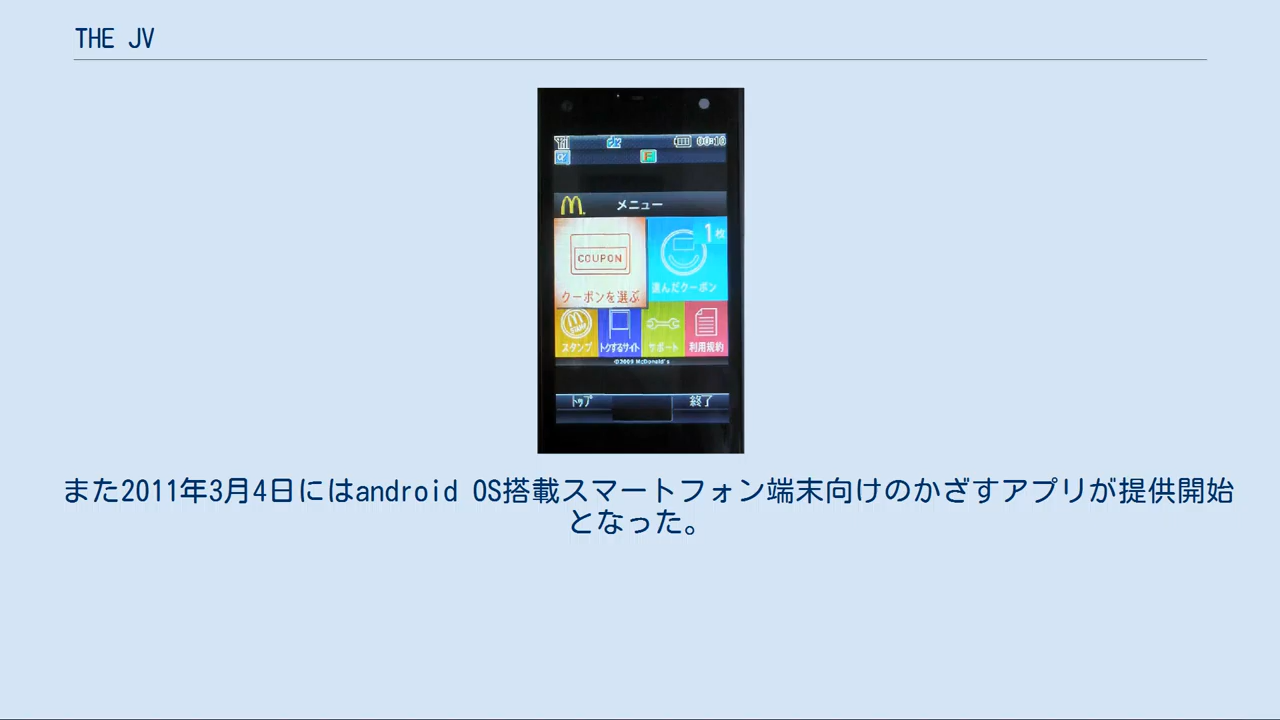 THE JV
00:10
メニュー
1枚
COUPON
クーポンを選ぶ
選んだクーポン
スタンプ
トクするサイト
サポート
利用規約
©2009 McDonald's
トップ
終了
また2011年3月4日にはandroid OS搭載スマートフォン端末向けのかざすアプリが提供開始
となった。